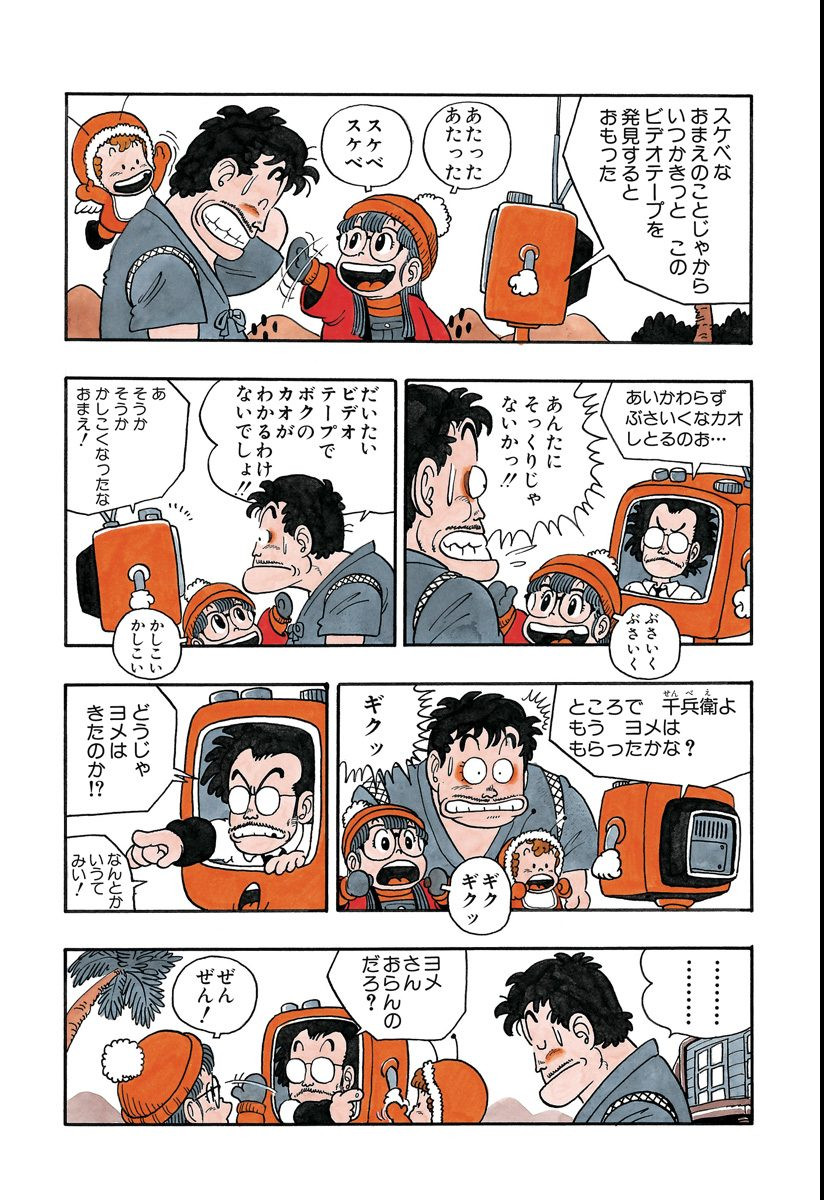 スケベな
おまえのことじゃから
いつかきっと この
ビデオテープを
発見すると
おもった
あたった
あたった
スケベ
スケベ
あいかわらず
ぶさいくなカオ
しとるのお…
あんたに
そっくりじゃ
ないかっ!!
ぶさいく
ぶさいく
だいたい
ビデオ
テープで
ボクの
カオが
わかるわけ
ないでしょ!!
あ
そうか
そうか
かしこくなったな
おまえ!
かしこい
かしこい
ところで 千兵衛よ
せんべえ
もう ヨメは
もらったかな?
ギクッ
ギク
ギクッ
どうじゃ
ヨメは
きたのか!?
なんとか
いうて
みい!
………
………
ヨメ
さん
おらんの
だろ?
ぜん
ぜん!